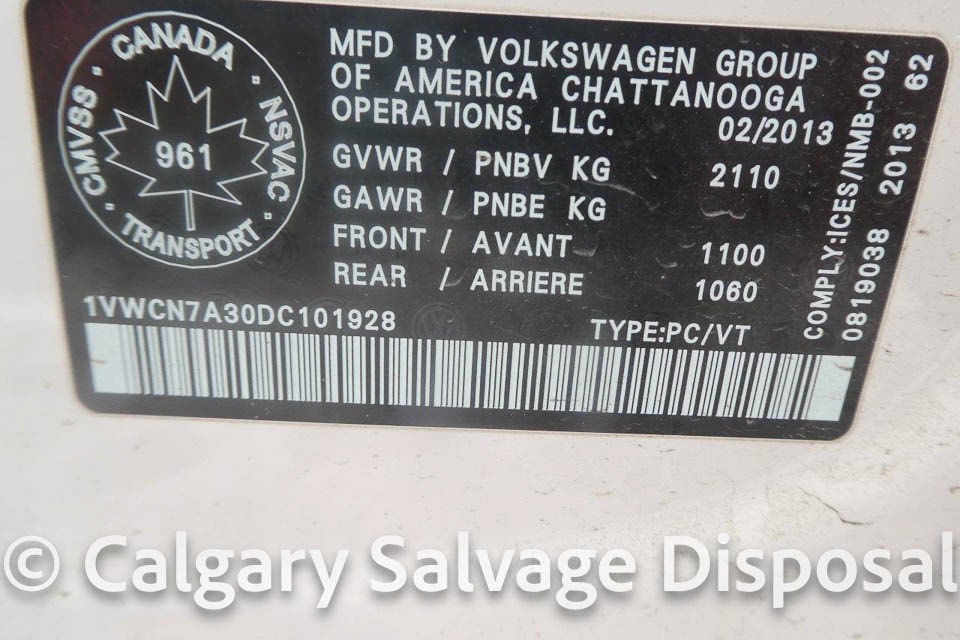 CANADA
CMVSS
NSVAC
961
TRANSPORT
MFD BY VOLKSWAGEN GROUP
OF AMERICA CHATTANOOGA
OPERATIONS, LLC. 02/2013
GVWR / PNBV KG 2110
GAWR / PNBE KG
FRONT / AVANT 1100
REAR / ARRIERE 1060
1VWCN7A30DC101928 TYPE:PC/VT
COMPLY:ICES/NMB-002
0819038 2013 62
© Calgary Salvage Disposal